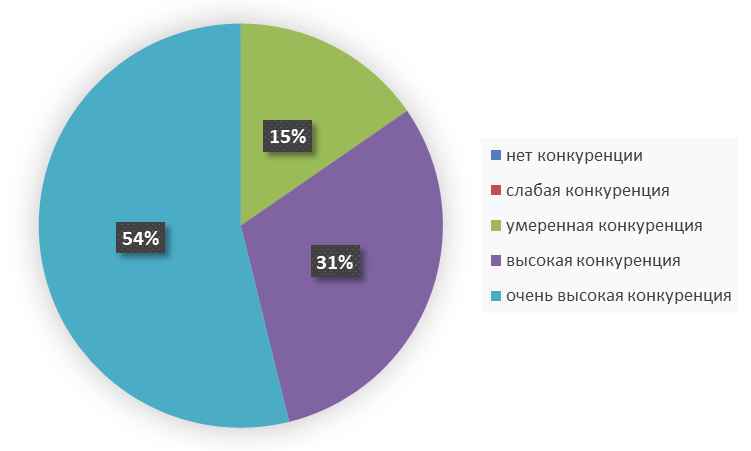 15%
54%
31%
нет конкуренции
слабая конкуренция
умеренная конкуренция
высокая конкуренция
очень высокая конкуренция